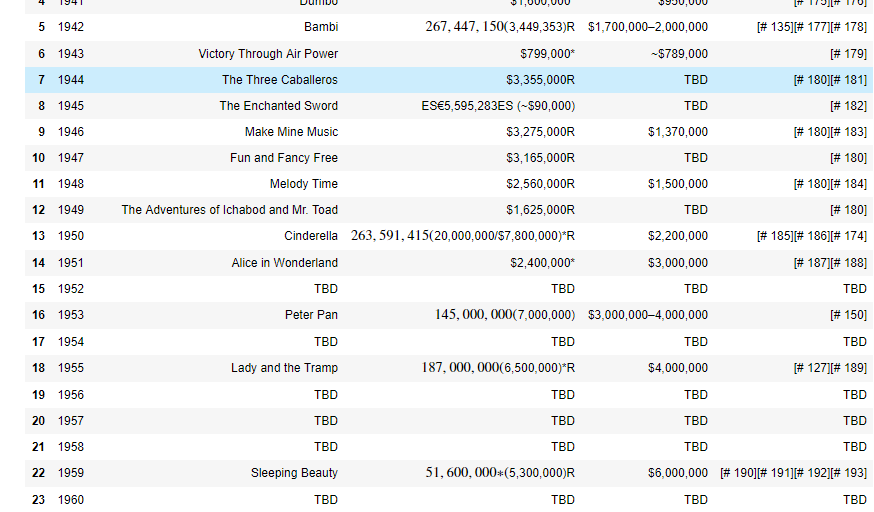 4 1941 Dumbo $1,600,000 $950,000 [# 175][# 176]
5 1942 Bambi 267, 447, 150(3,449,353)R $1,700,000–2,000,000 [# 135][# 177][# 178]
6 1943 Victory Through Air Power $799,000* ~$789,000 [# 179]
7 1944 The Three Caballeros $3,355,000R TBD [# 180][# 181]
8 1945 The Enchanted Sword ES€5,595,283ES (~$90,000) TBD [# 182]
9 1946 Make Mine Music $3,275,000R $1,370,000 [# 180][# 183]
10 1947 Fun and Fancy Free $3,165,000R TBD [# 180]
11 1948 Melody Time $2,560,000R $1,500,000 [# 180][# 184]
12 1949 The Adventures of Ichabod and Mr. Toad $1,625,000R TBD [# 180]
13 1950 Cinderella 263, 591, 415(20,000,000/$7,800,000)*R $2,200,000 [# 185][# 186][# 174]
14 1951 Alice in Wonderland $2,400,000* $3,000,000 [# 187][# 188]
15 1952 TBD TBD TBD TBD
16 1953 Peter Pan 145, 000, 000(7,000,000) $3,000,000–4,000,000 [# 150]
17 1954 TBD TBD TBD TBD
18 1955 Lady and the Tramp 187, 000, 000(6,500,000)*R $4,000,000 [# 127][# 189]
19 1956 TBD TBD TBD TBD
20 1957 TBD TBD TBD TBD
21 1958 TBD TBD TBD TBD
22 1959 Sleeping Beauty 51, 600, 000*(5,300,000)R $6,000,000 [# 190][# 191][# 192][# 193]
23 1960 TBD TBD TBD TBD